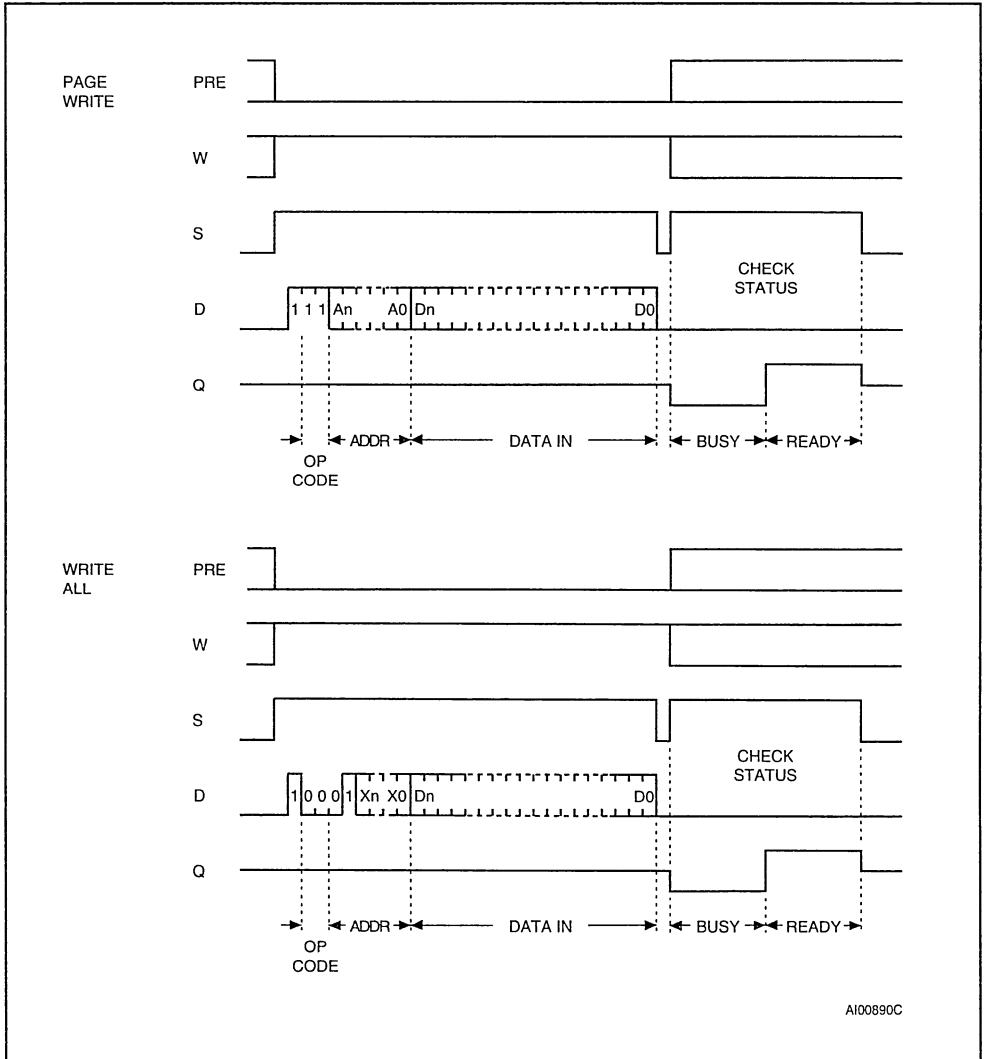 PAGE
WRITE
PRE
W
S
CHECK
STATUS
D
1 1 1 An A0 Dn D0
Q
ADDR DATA IN BUSY READY
OP
CODE
WRITE
ALL
PRE
W
S
CHECK
STATUS
D
1 0 0 0 1 Xn X0 Dn D0
Q
ADDR DATA IN BUSY READY
OP
CODE
AI00890C